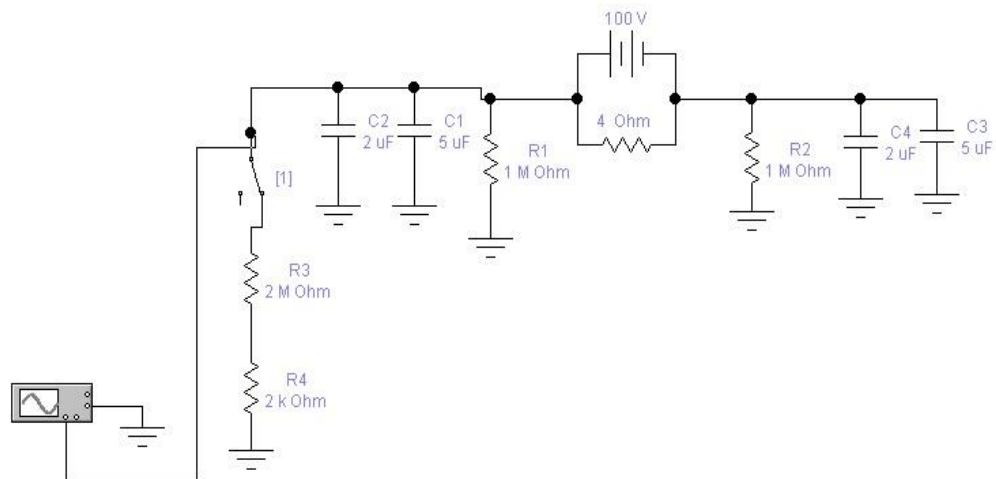 100 V
4 Ohm
C2
2 uF
C1
5 uF
R1
1 M Ohm
R2
1 M Ohm
C4
2 uF
C3
5 uF
[1]
R3
2 M Ohm
R4
2 k Ohm